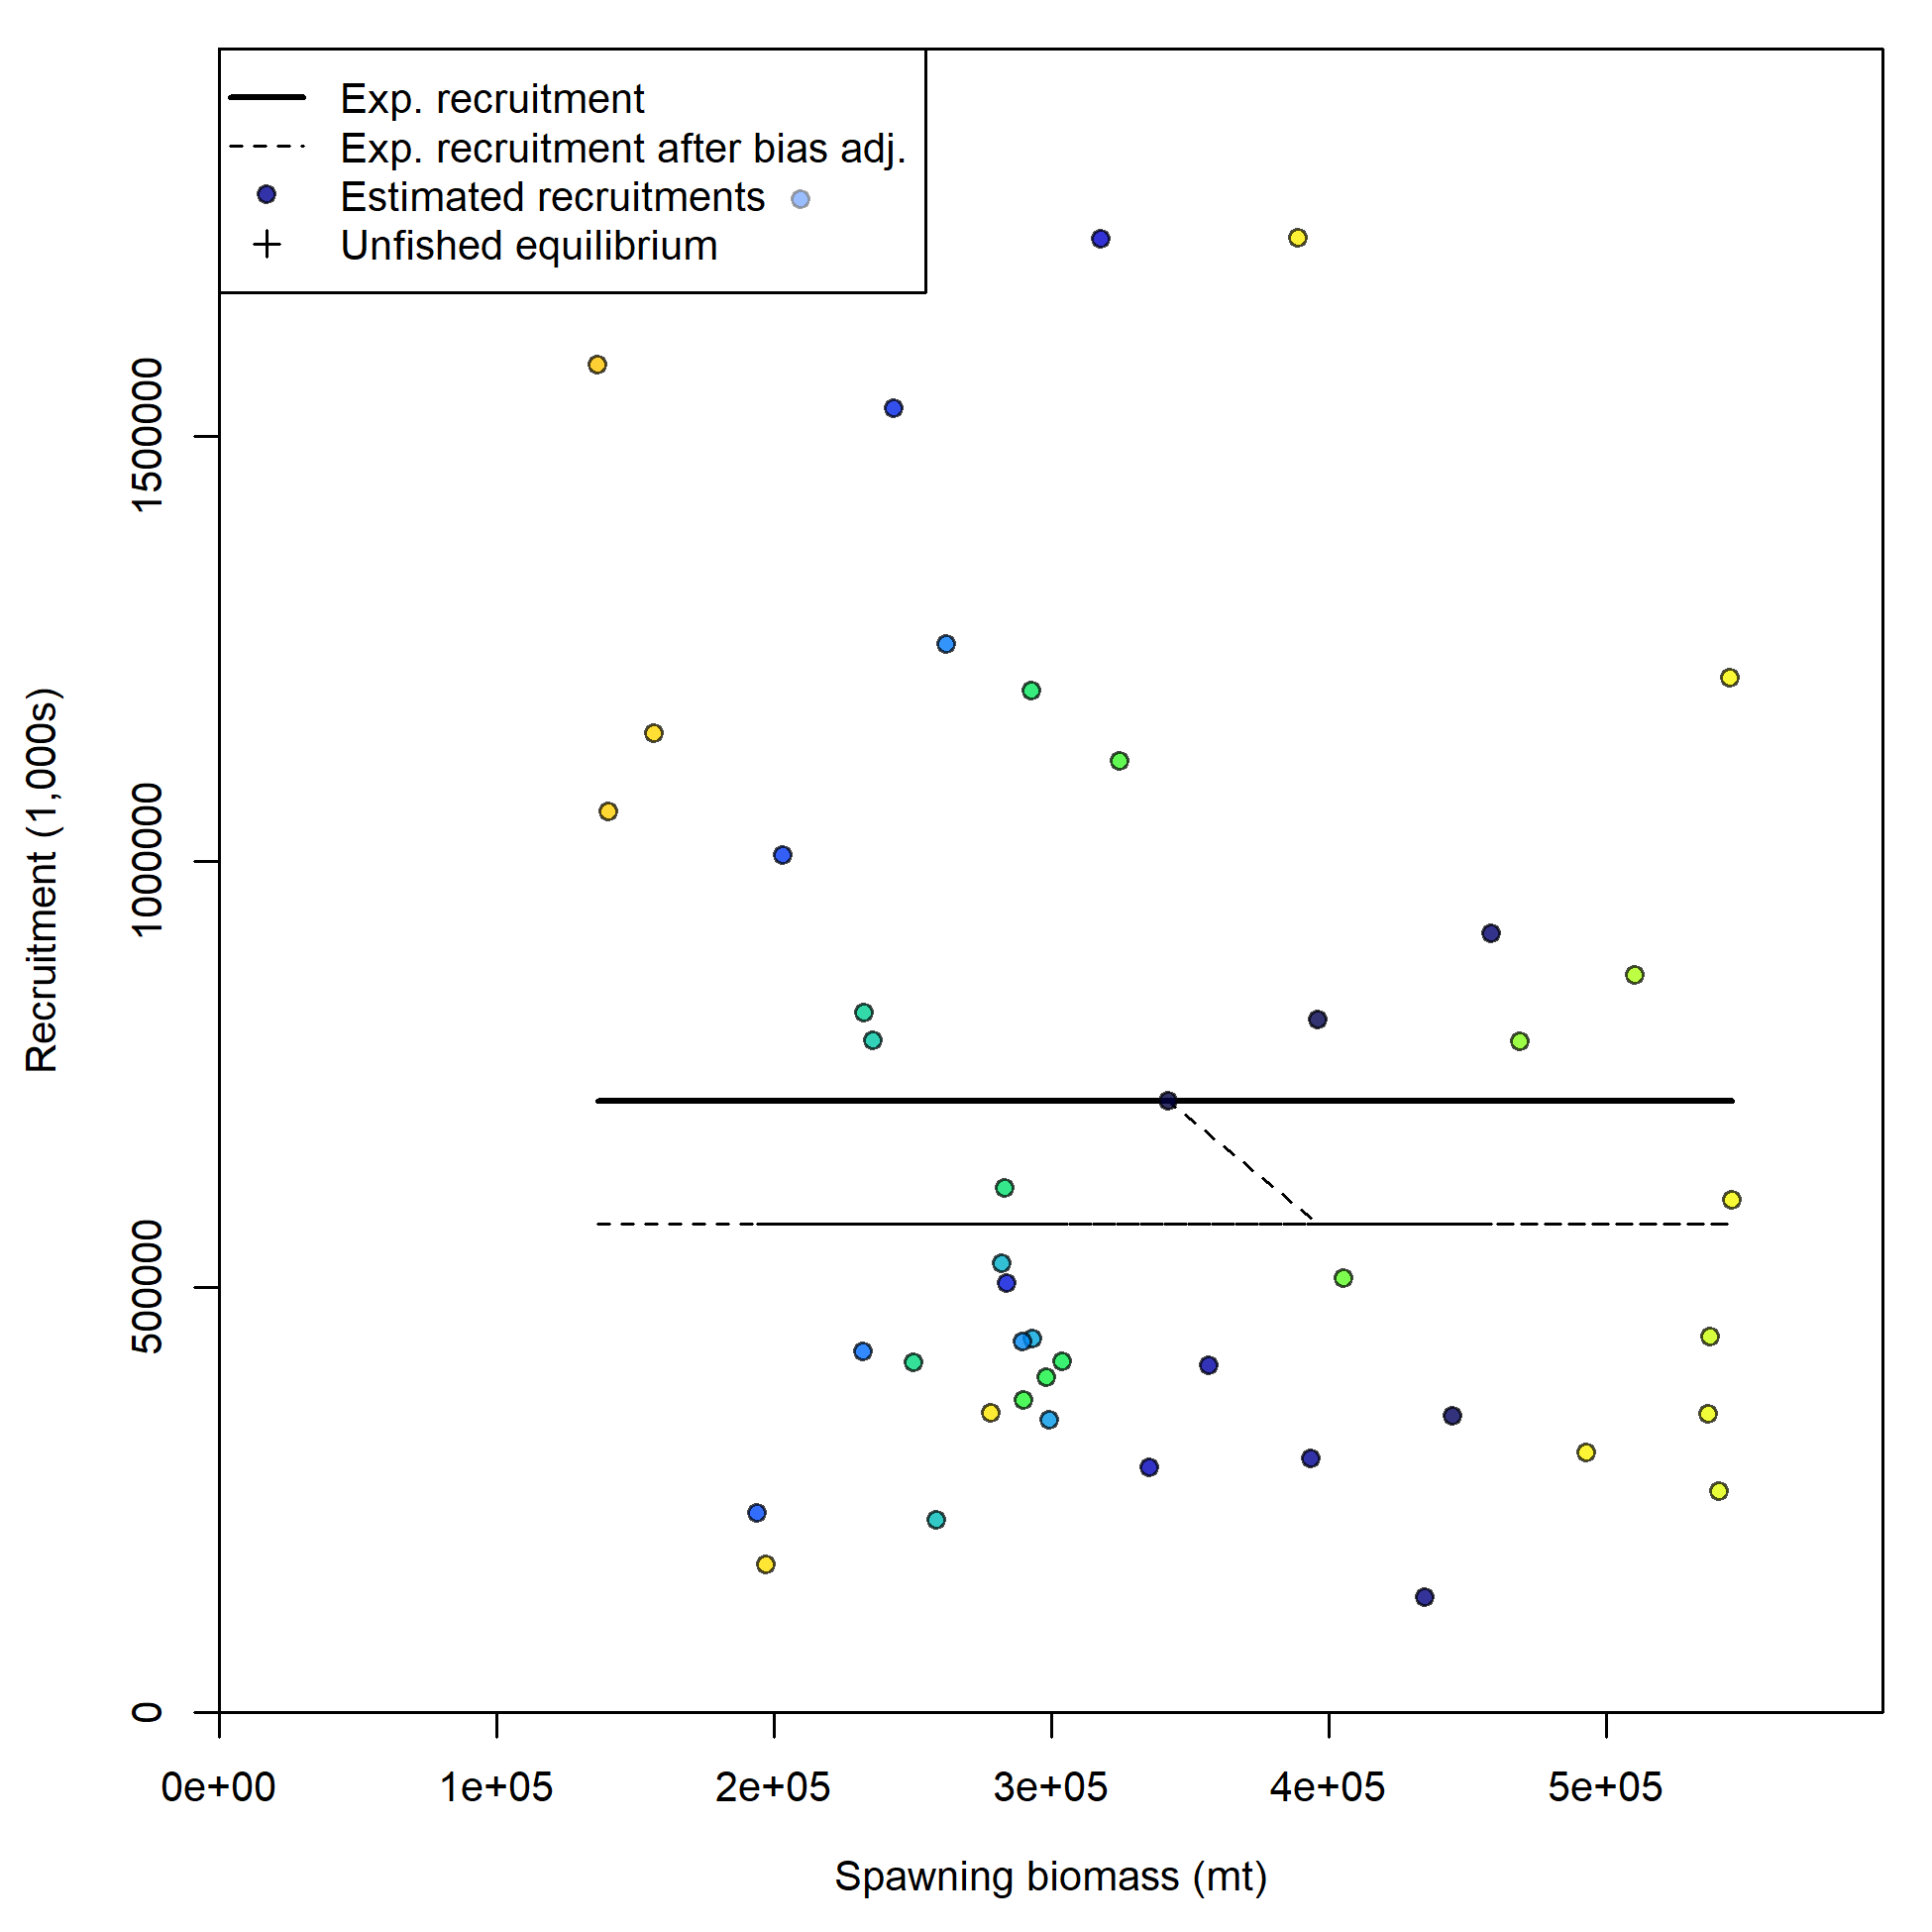 Exp. recruitment
Exp. recruitment after bias adj.
Estimated recruitments
Unfished equilibrium
Recruitment (1,000s)
1500000
1000000
500000
0
0e+00 1e+05 2e+05 3e+05 4e+05 5e+05
Spawning biomass (mt)